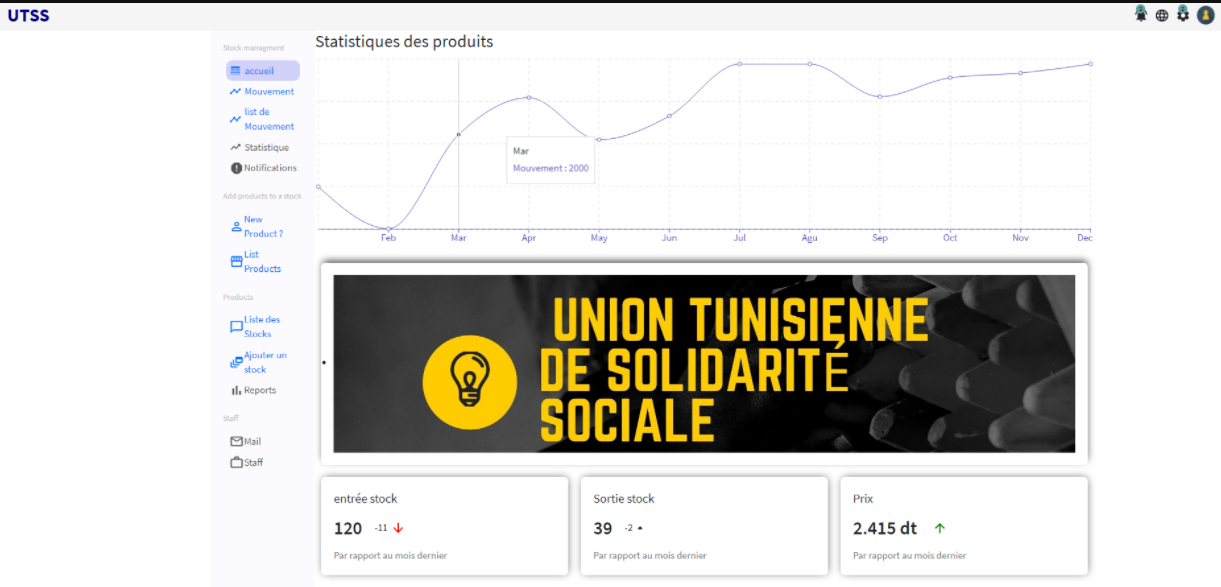 UTSS
Stock managment
accueil
Mouvement
list de
Mouvement
Statistique
Notifications
Add products to a stock
New
Product ?
List
Products
Products
Liste des
Stocks
Ajouter un
stock
Reports
Staff
Mail
Staff
Statistiques des produits
Mar
Mouvement : 2000
Feb Mar Apr May Jun Jul Agu Sep Oct Nov Dec
UNION TUNISIENNE
DE SOLIDARITÉ
SOCIALE
entrée stock
120 -11
Par rapport au mois dernier
Sortie stock
39 -2
Par rapport au mois dernier
Prix
2.415 dt
Par rapport au mois dernier